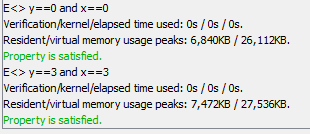 E<> y==0 and x==0
Verification/kernel/elapsed time used: 0s / 0s / 0s.
Resident/virtual memory usage peaks: 6,840KB / 26,112KB.
Property is satisfied.
E<> y==3 and x==3
Verification/kernel/elapsed time used: 0s / 0s / 0s.
Resident/virtual memory usage peaks: 7,472KB / 27,536KB.
Property is satisfied.